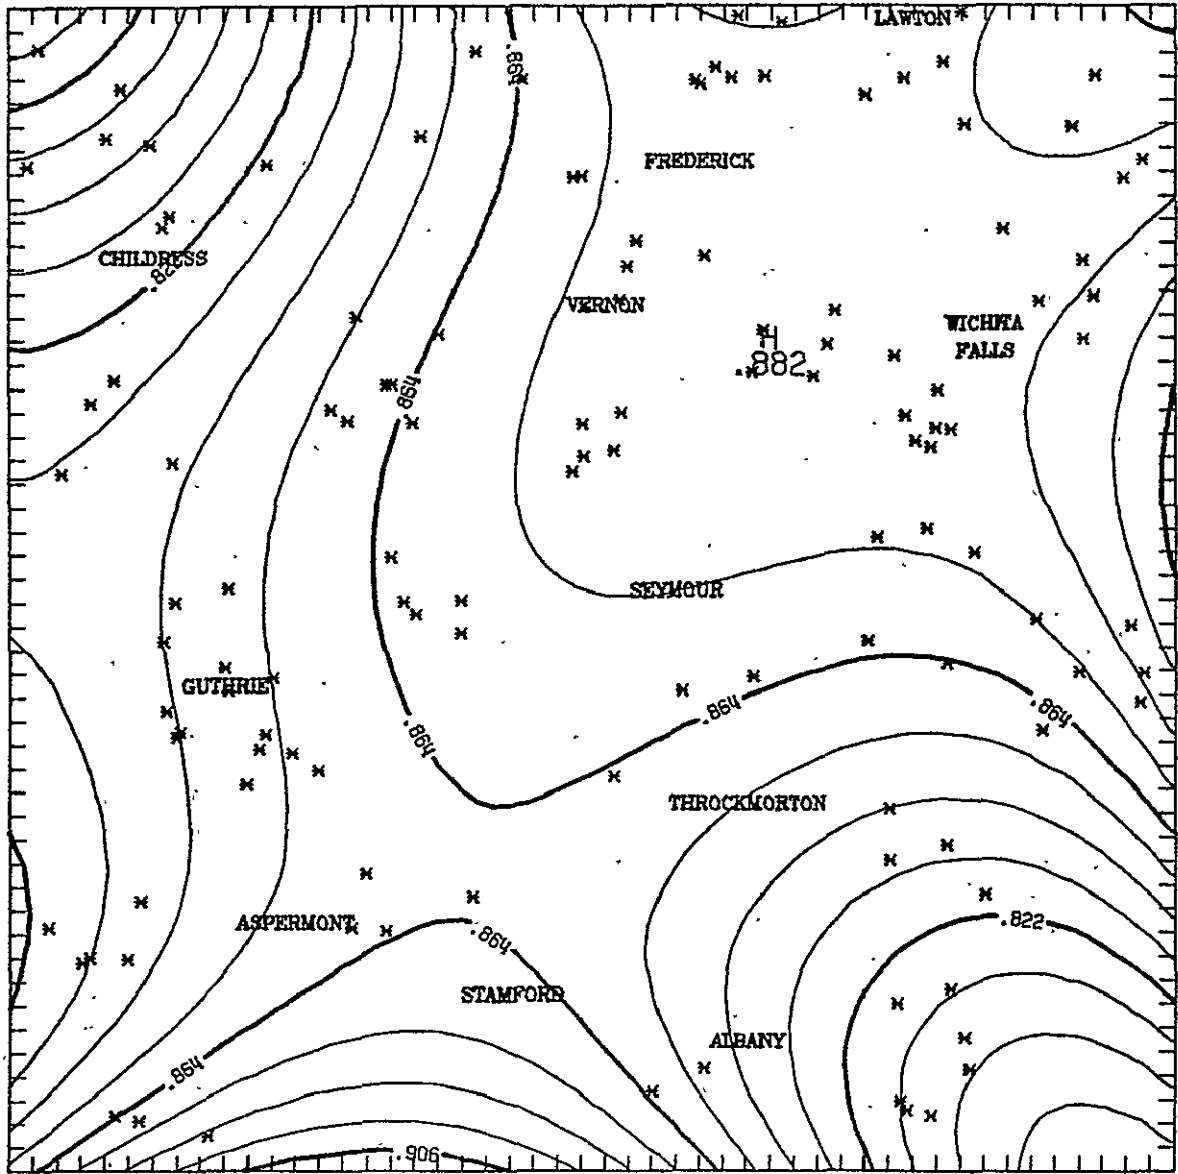 LAWTON
.864
FREDERICK
CHILDRESS
.82
VERNON
WICHITA
FALLS
H
.882
.864
SEYMOUR
GUTHRIE
.864
.864
.864
THROCKMORTON
ASPERMONT
.822
.864
STAMFORD
ALBANY
.864
.906